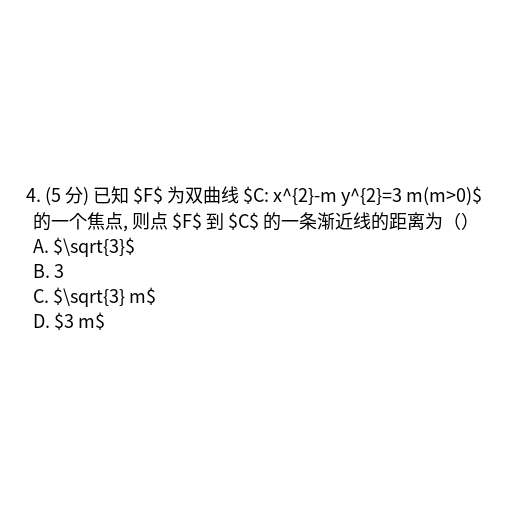 4. (5 分) 已知 $F$ 为双曲线 $C: x^{2}-m y^{2}=3 m(m>0)$
的一个焦点, 则点 $F$ 到 $C$ 的一条渐近线的距离为（）
A. $\sqrt{3}$
B. 3
C. $\sqrt{3} m$
D. $3 m$